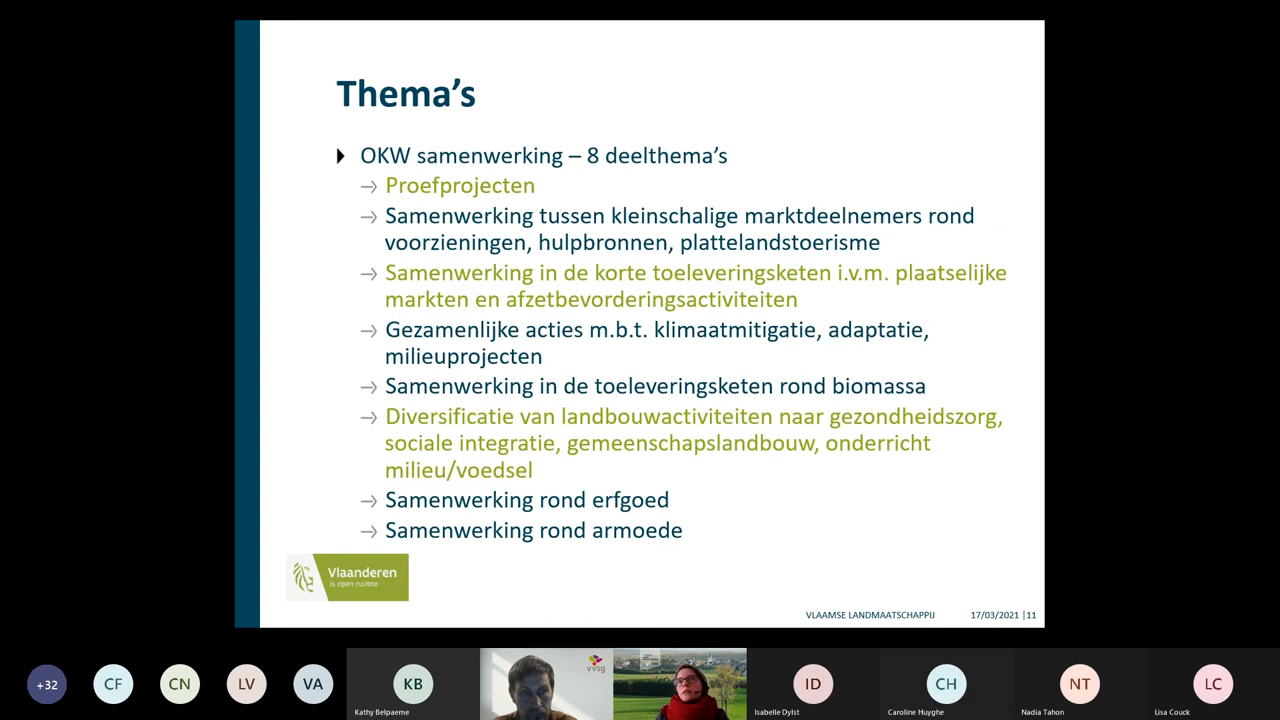 Thema's
OKW samenwerking – 8 deelthema's
Proefprojecten
Samenwerking tussen kleinschalige marktdeelnemers rond
voorzieningen, hulpbronnen, plattelandstoerisme
Samenwerking in de korte toeleveringsketen i.v.m. plaatselijke
markten en afzetbevorderingsactiviteiten
Gezamenlijke acties m.b.t. klimaatmitigatie, adaptatie,
milieuprojecten
Samenwerking in de toeleveringsketen rond biomassa
Diversificatie van landbouwactiviteiten naar gezondheidszorg,
sociale integratie, gemeenschapslandbouw, onderricht
milieu/voedsel
Samenwerking rond erfgoed
Samenwerking rond armoede
Vlaanderen
is open ruimte
VLAAMSE LANDMAATSCHAPPIJ 17/03/2021 |11
+32 CF CN LV VA KB vvsg ID CH NT LC
Kathy Belpaeme Isabelle Dylst Caroline Huyghe Nadia Tahon Lisa Couck